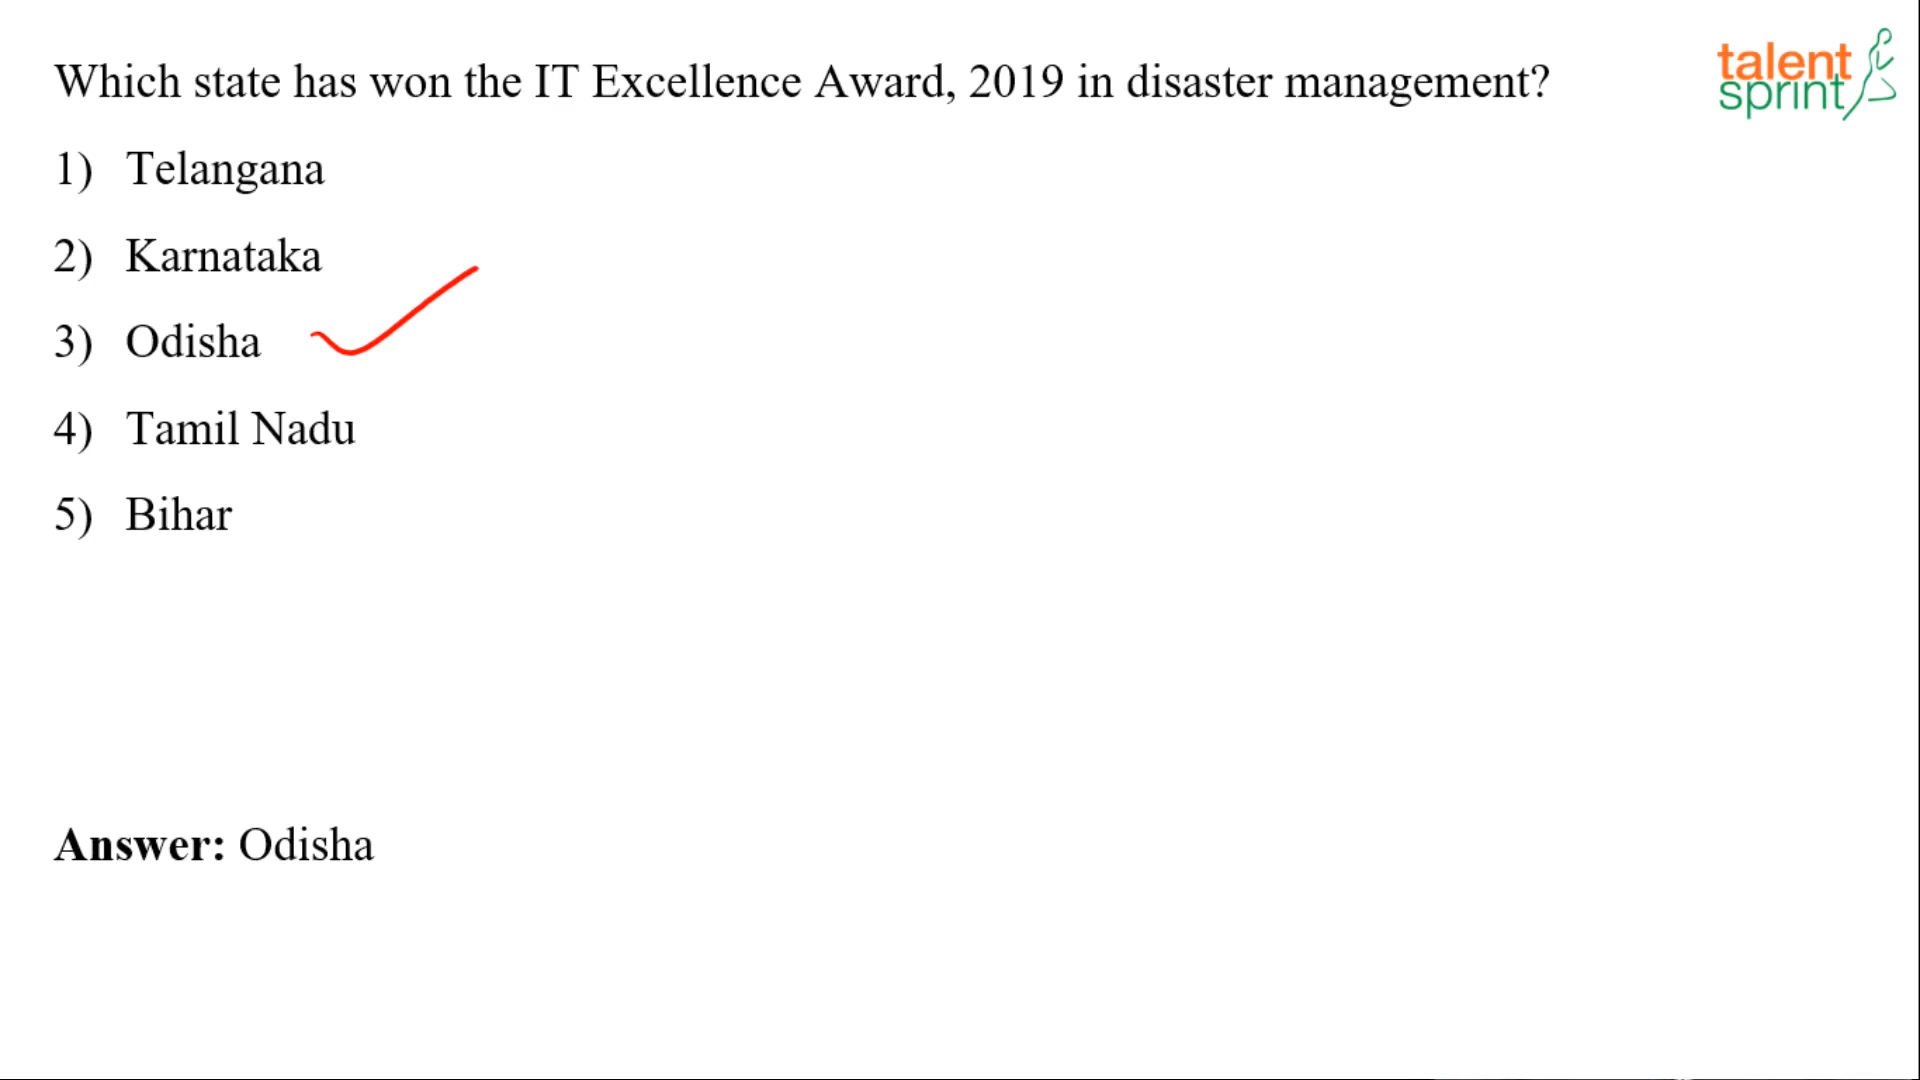 Which state has won the IT Excellence Award, 2019 in disaster management?
talent
sprint
1) Telangana
2) Karnataka
3) Odisha
4) Tamil Nadu
5) Bihar
Answer: Odisha